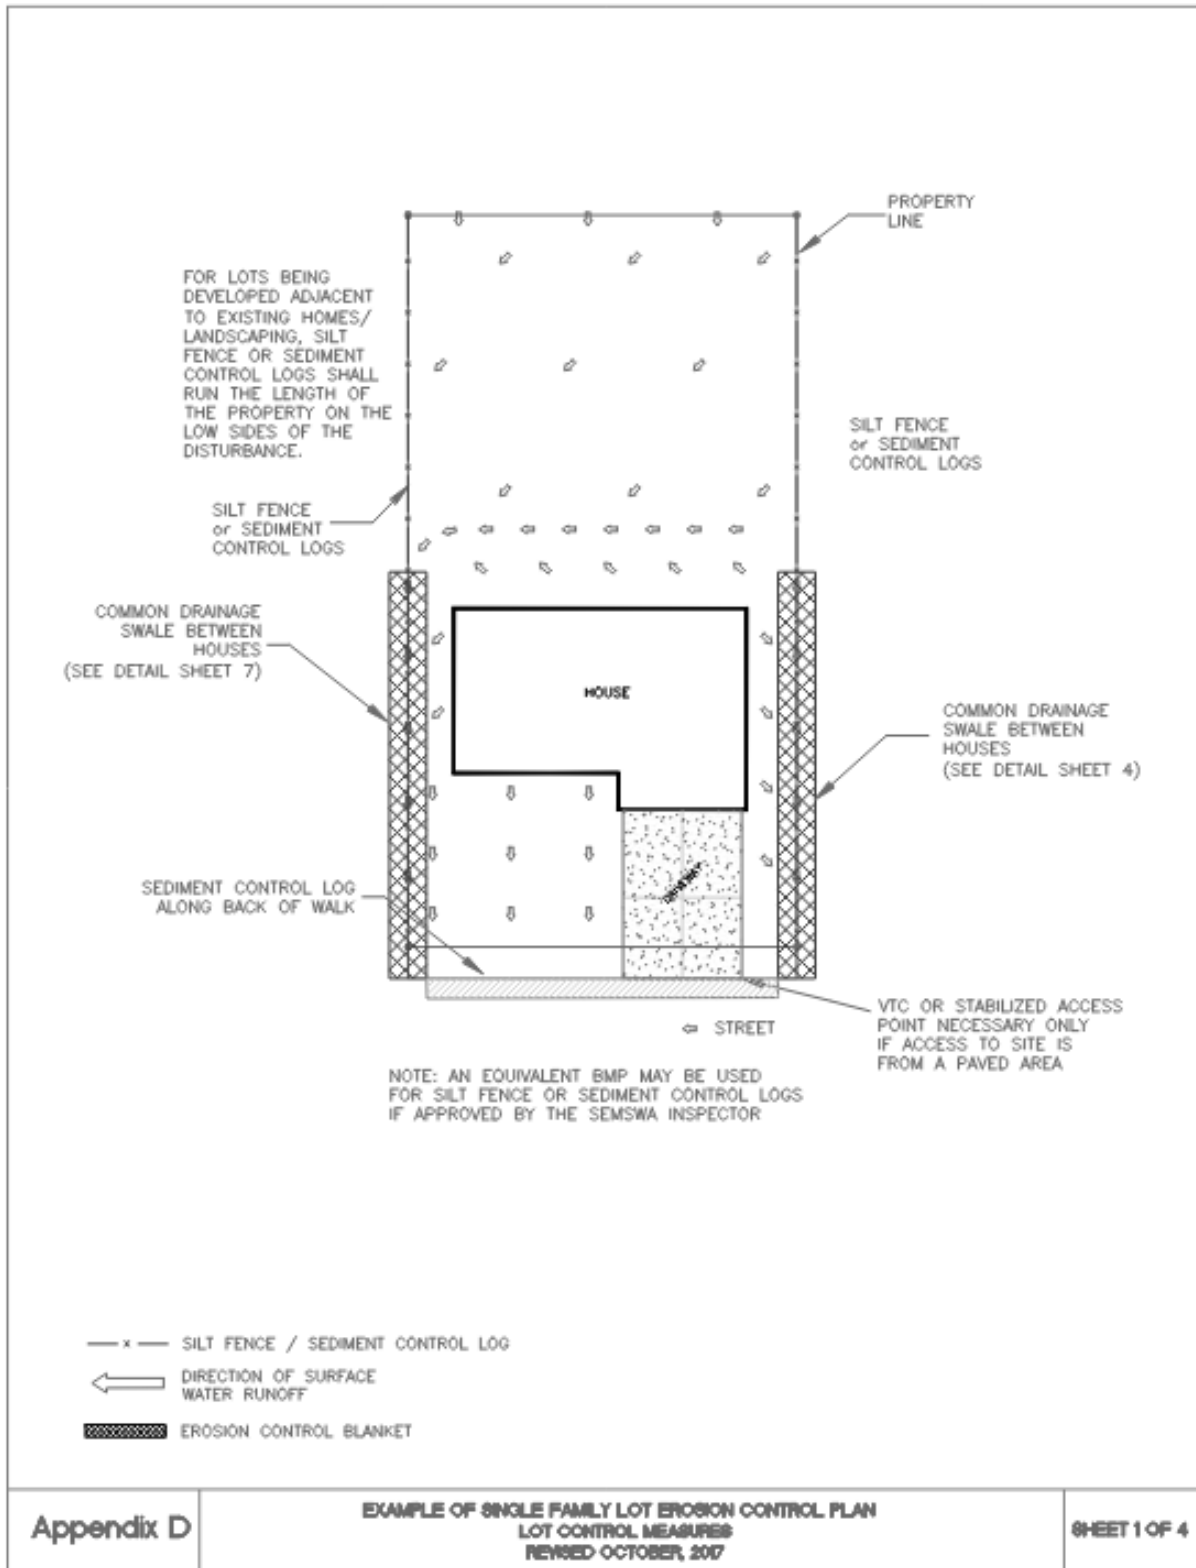 PROPERTY
LINE
FOR LOTS BEING
DEVELOPED ADJACENT
TO EXISTING HOMES/
LANDSCAPING, SILT
FENCE OR SEDIMENT
CONTROL LOGS SHALL
RUN THE LENGTH OF
THE PROPERTY ON THE
LOW SIDES OF THE
DISTURBANCE.
SILT FENCE
or SEDIMENT
CONTROL LOGS
SILT FENCE
or SEDIMENT
CONTROL LOGS
COMMON DRAINAGE
SWALE BETWEEN
HOUSES
(SEE DETAIL SHEET 7)
HOUSE
COMMON DRAINAGE
SWALE BETWEEN
HOUSES
(SEE DETAIL SHEET 4)
DRIVEWAY
SEDIMENT CONTROL LOG
ALONG BACK OF WALK
VTC OR STABILIZED ACCESS
POINT NECESSARY ONLY
IF ACCESS TO SITE IS
FROM A PAVED AREA
STREET
NOTE: AN EQUIVALENT BMP MAY BE USED
FOR SILT FENCE OR SEDIMENT CONTROL LOGS
IF APPROVED BY THE SEMSWA INSPECTOR
SILT FENCE / SEDIMENT CONTROL LOG
DIRECTION OF SURFACE
WATER RUNOFF
EROSION CONTROL BLANKET
Appendix D
EXAMPLE OF SINGLE FAMILY LOT EROSION CONTROL PLAN
LOT CONTROL MEASURES
REVISED OCTOBER, 2017
SHEET 1 OF 4